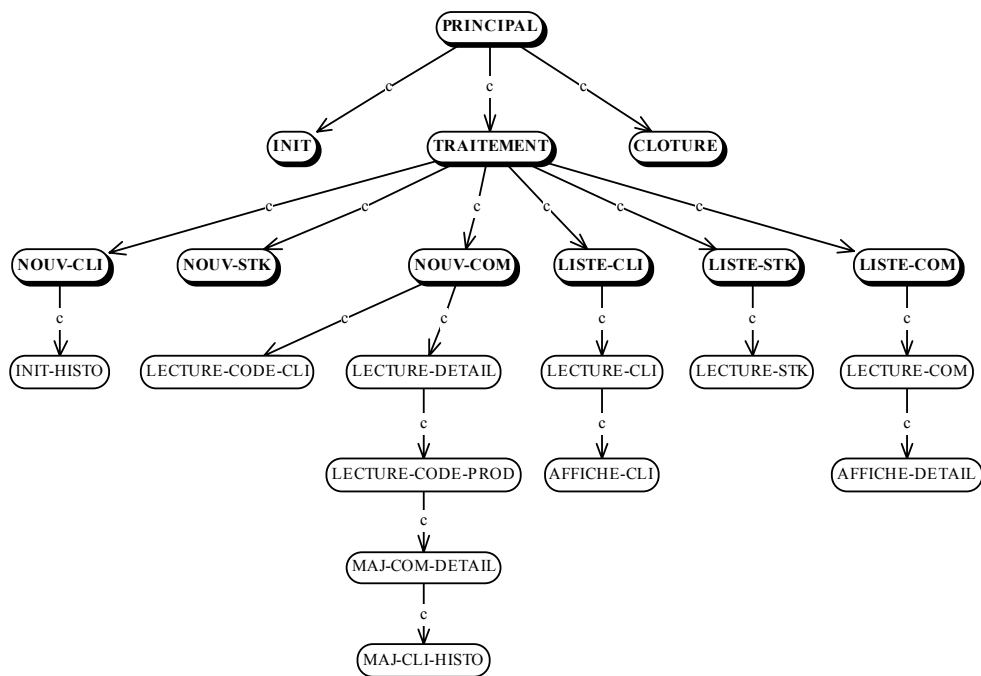 PRINCIPAL
c
c
c
INIT
TRAITEMENT
CLOTURE
c
c
c
c
c
c
NOUV-CLI
NOUV-STK
NOUV-COM
LISTE-CLI
LISTE-STK
LISTE-COM
c
c
c
c
c
c
INIT-HISTO
LECTURE-CODE-CLI
LECTURE-DETAIL
LECTURE-CLI
LECTURE-STK
LECTURE-COM
c
c
c
LECTURE-CODE-PROD
AFFICHE-CLI
AFFICHE-DETAIL
c
MAJ-COM-DETAIL
c
MAJ-CLI-HISTO